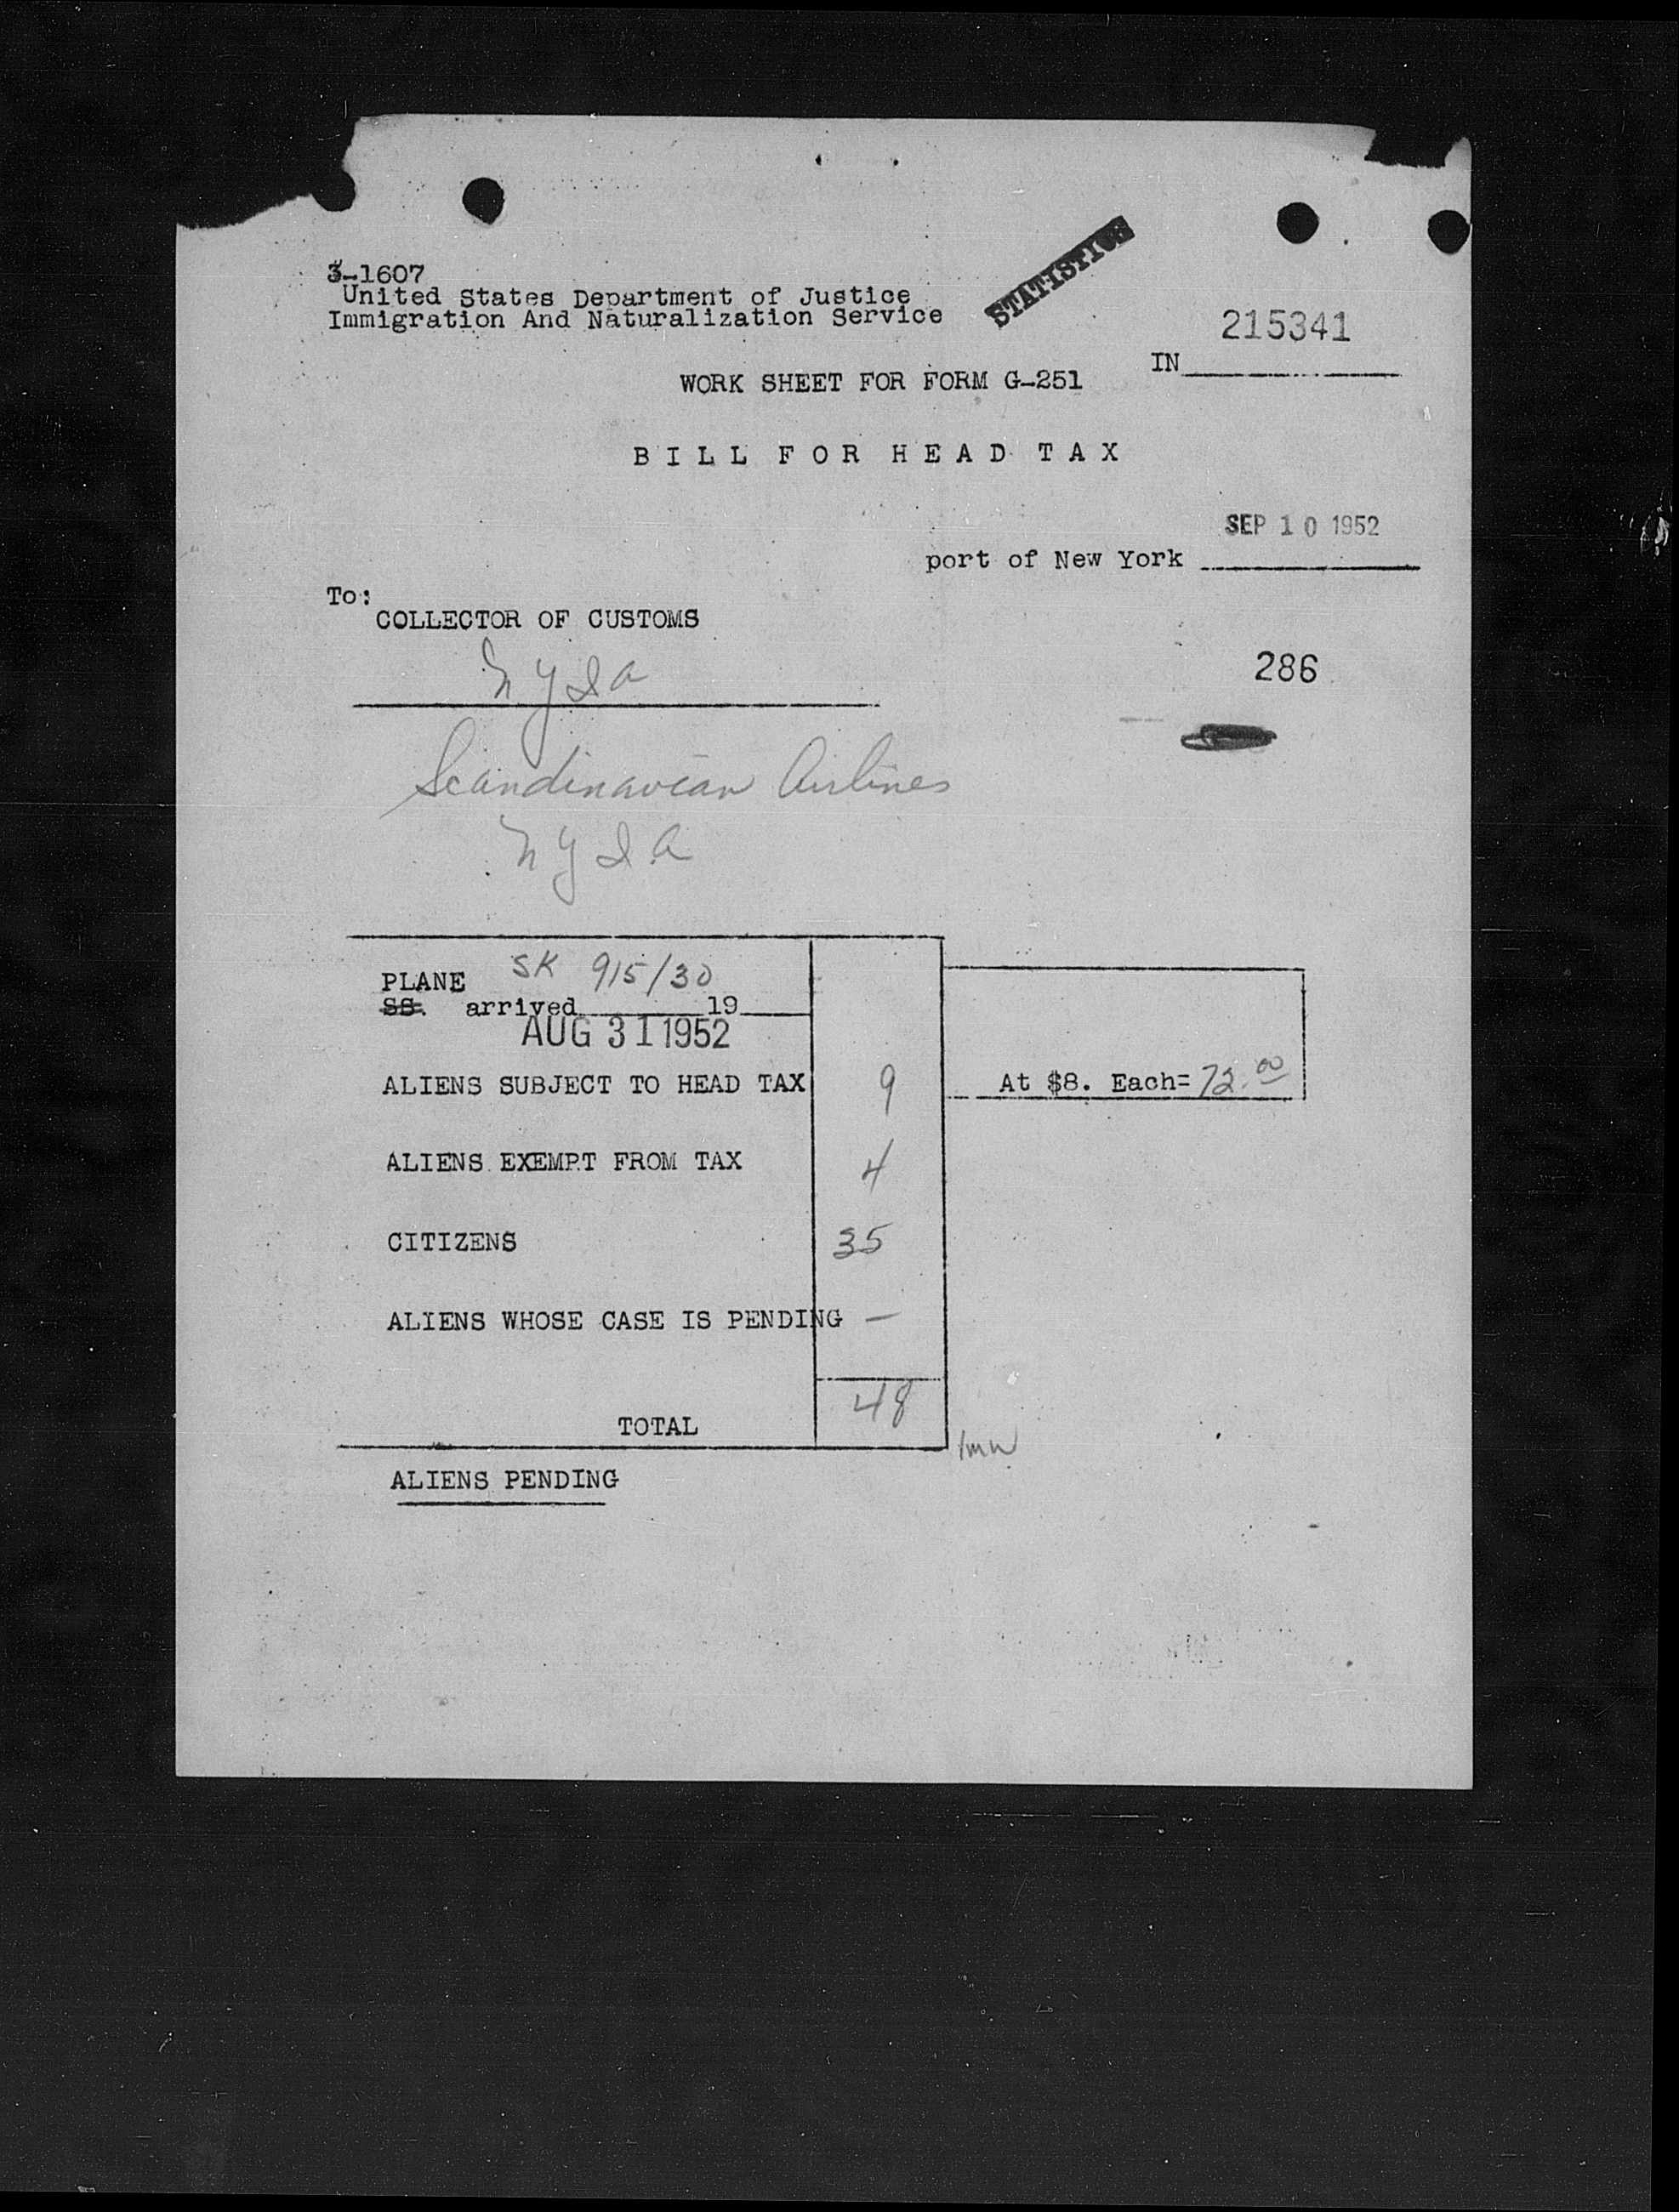 STATISTICS
3-1607
United States Department of Justice
Immigration And Naturalization Service
215341
IN
WORK SHEET FOR FORM G-251
BILL FOR HEAD TAX
SEP 10 1952
port of New York
To:
COLLECTOR OF CUSTOMS
NYIA
286
Scandinavian Airlines
NYIA
PLANE SK 915/30
SS. arrived 19
AUG 31 1952
ALIENS SUBJECT TO HEAD TAX 9 At $8. Each= 72.00
ALIENS EXEMPT FROM TAX 4
CITIZENS 35
ALIENS WHOSE CASE IS PENDING —
TOTAL 48
ALIENS PENDING